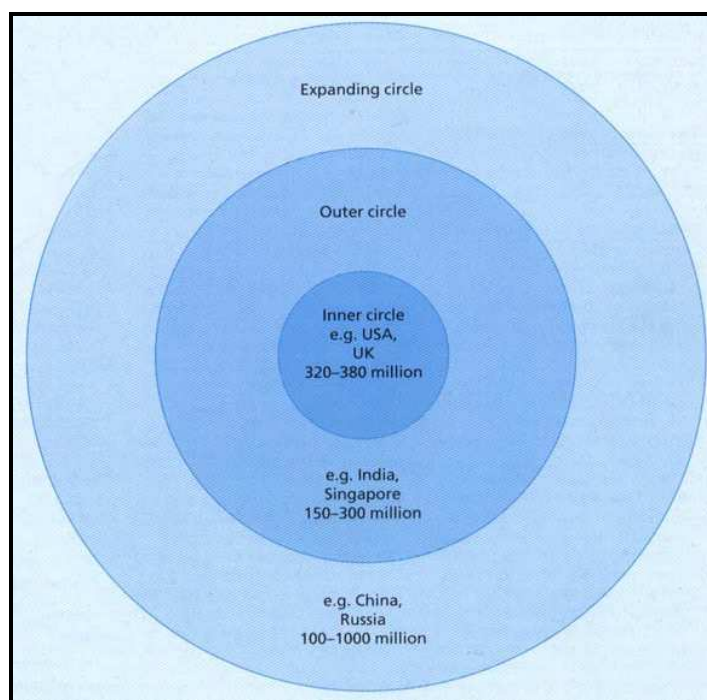 Expanding circle
Outer circle
Inner circle
e.g. USA,
UK
320–380 million
e.g. India,
Singapore
150–300 million
e.g. China,
Russia
100–1000 million